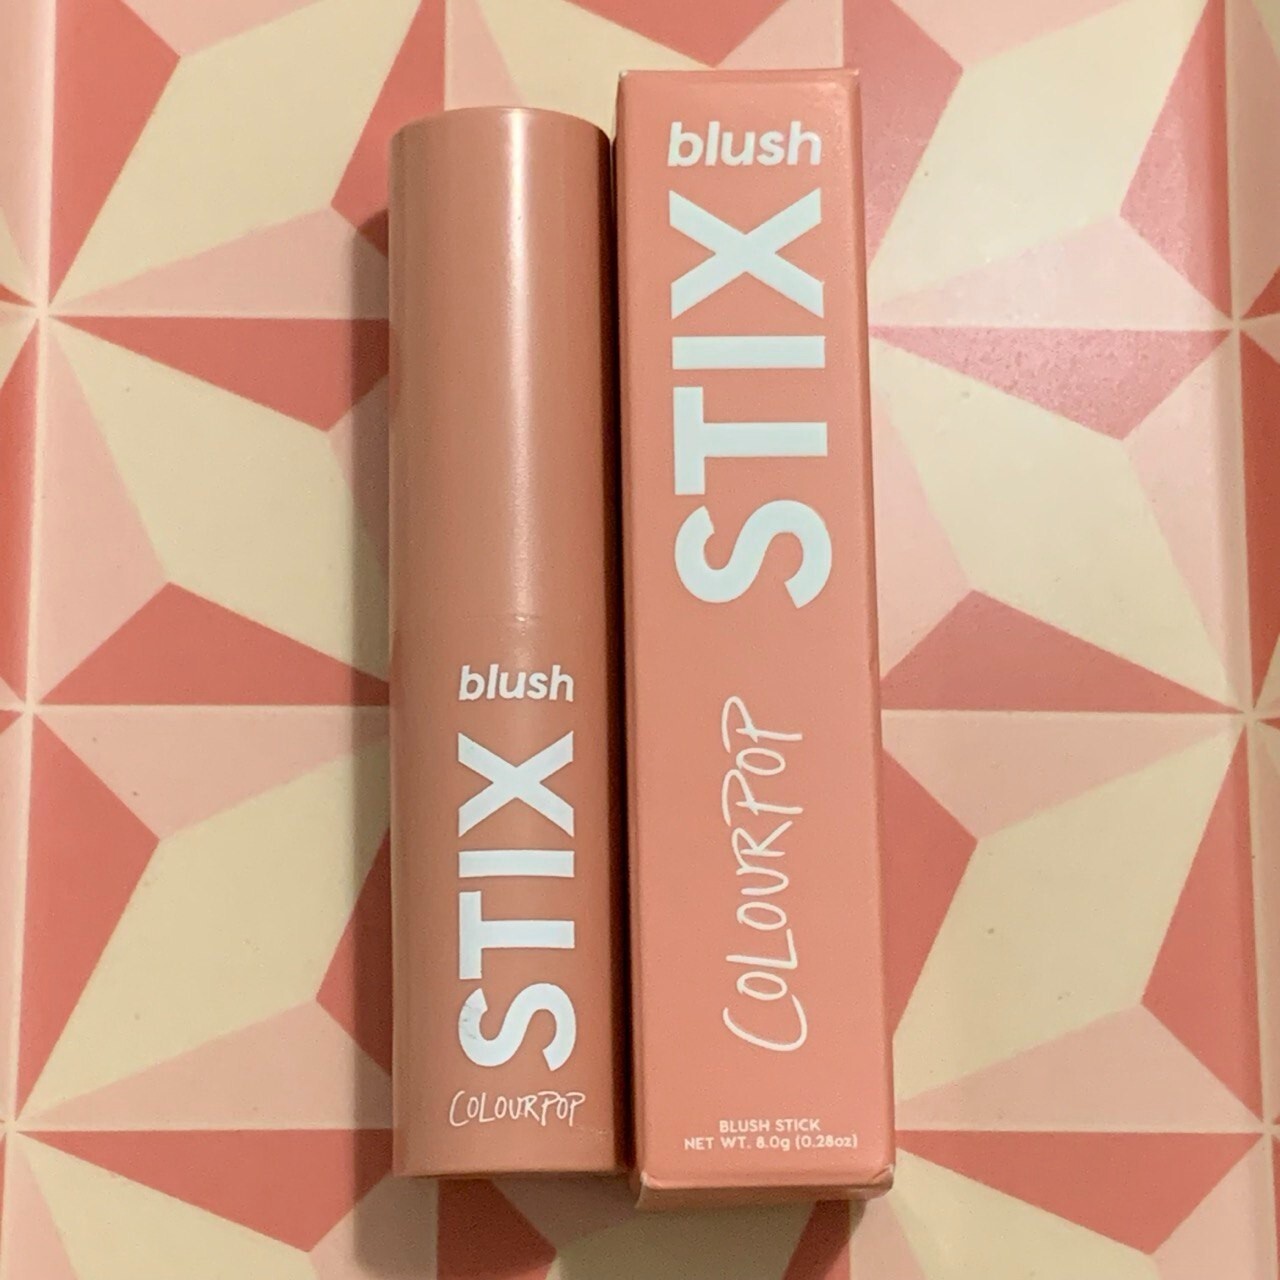 blush
STIX
COLOURPOP
blush
STIX
COLOURPOP
BLUSH STICK
NET WT. 8.0g (0.28oz)